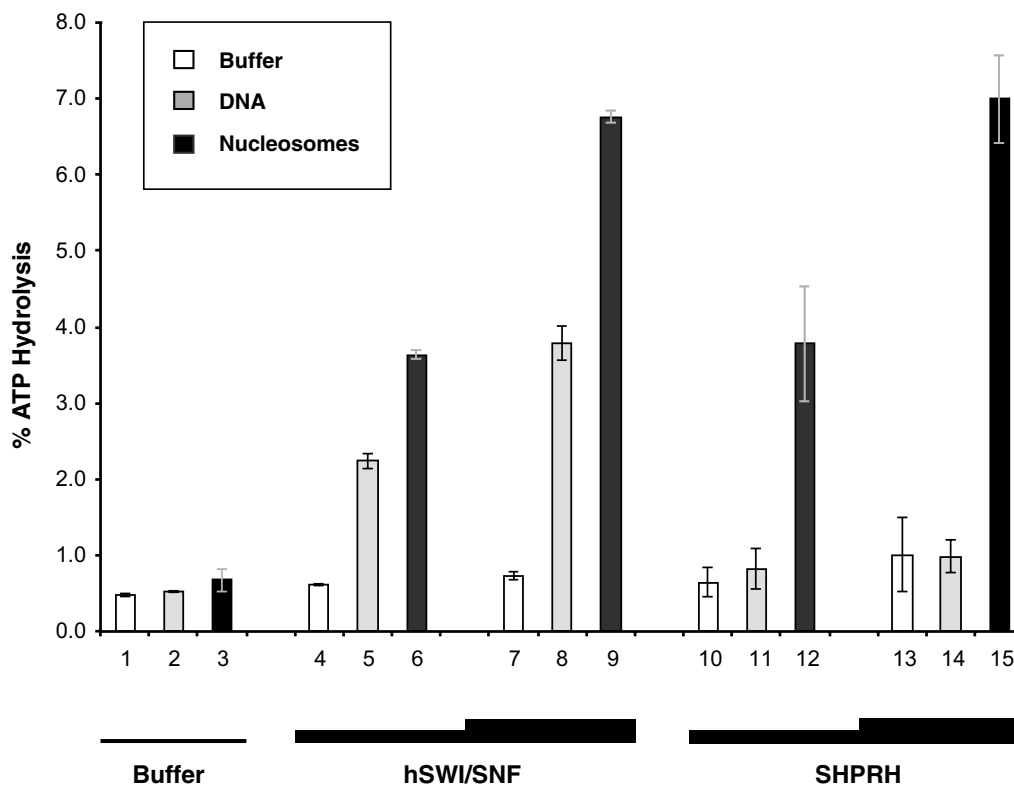 8.0
7.0
6.0
5.0
4.0
3.0
2.0
1.0
0.0
% ATP Hydrolysis
Buffer
DNA
Nucleosomes
1 2 3 4 5 6 7 8 9 10 11 12 13 14 15
Buffer hSWI/SNF SHPRH